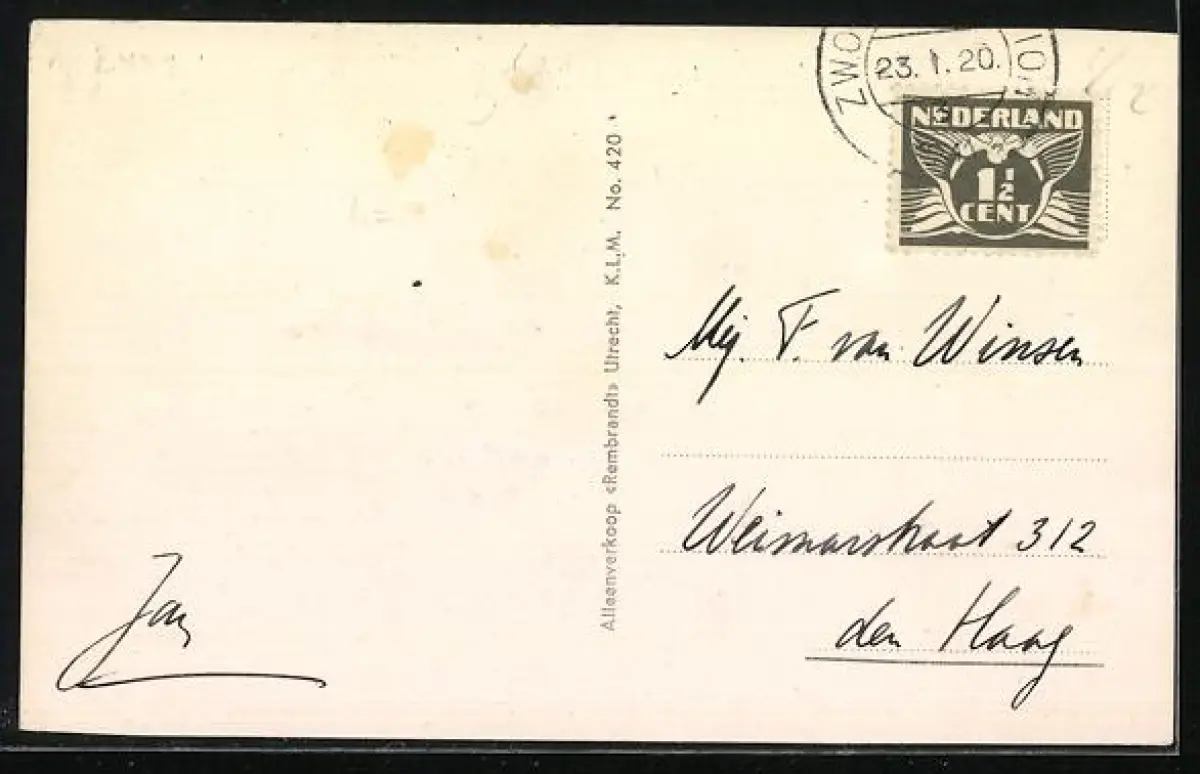 ZWO
23.1.20.
NEDERLAND
1½
CENT
Alleenverkoop «Rembrandt» Utrecht, K.L.M. No. 420
Mej. F. van Winsen
Weimarstraat 312
den Haag
Jan